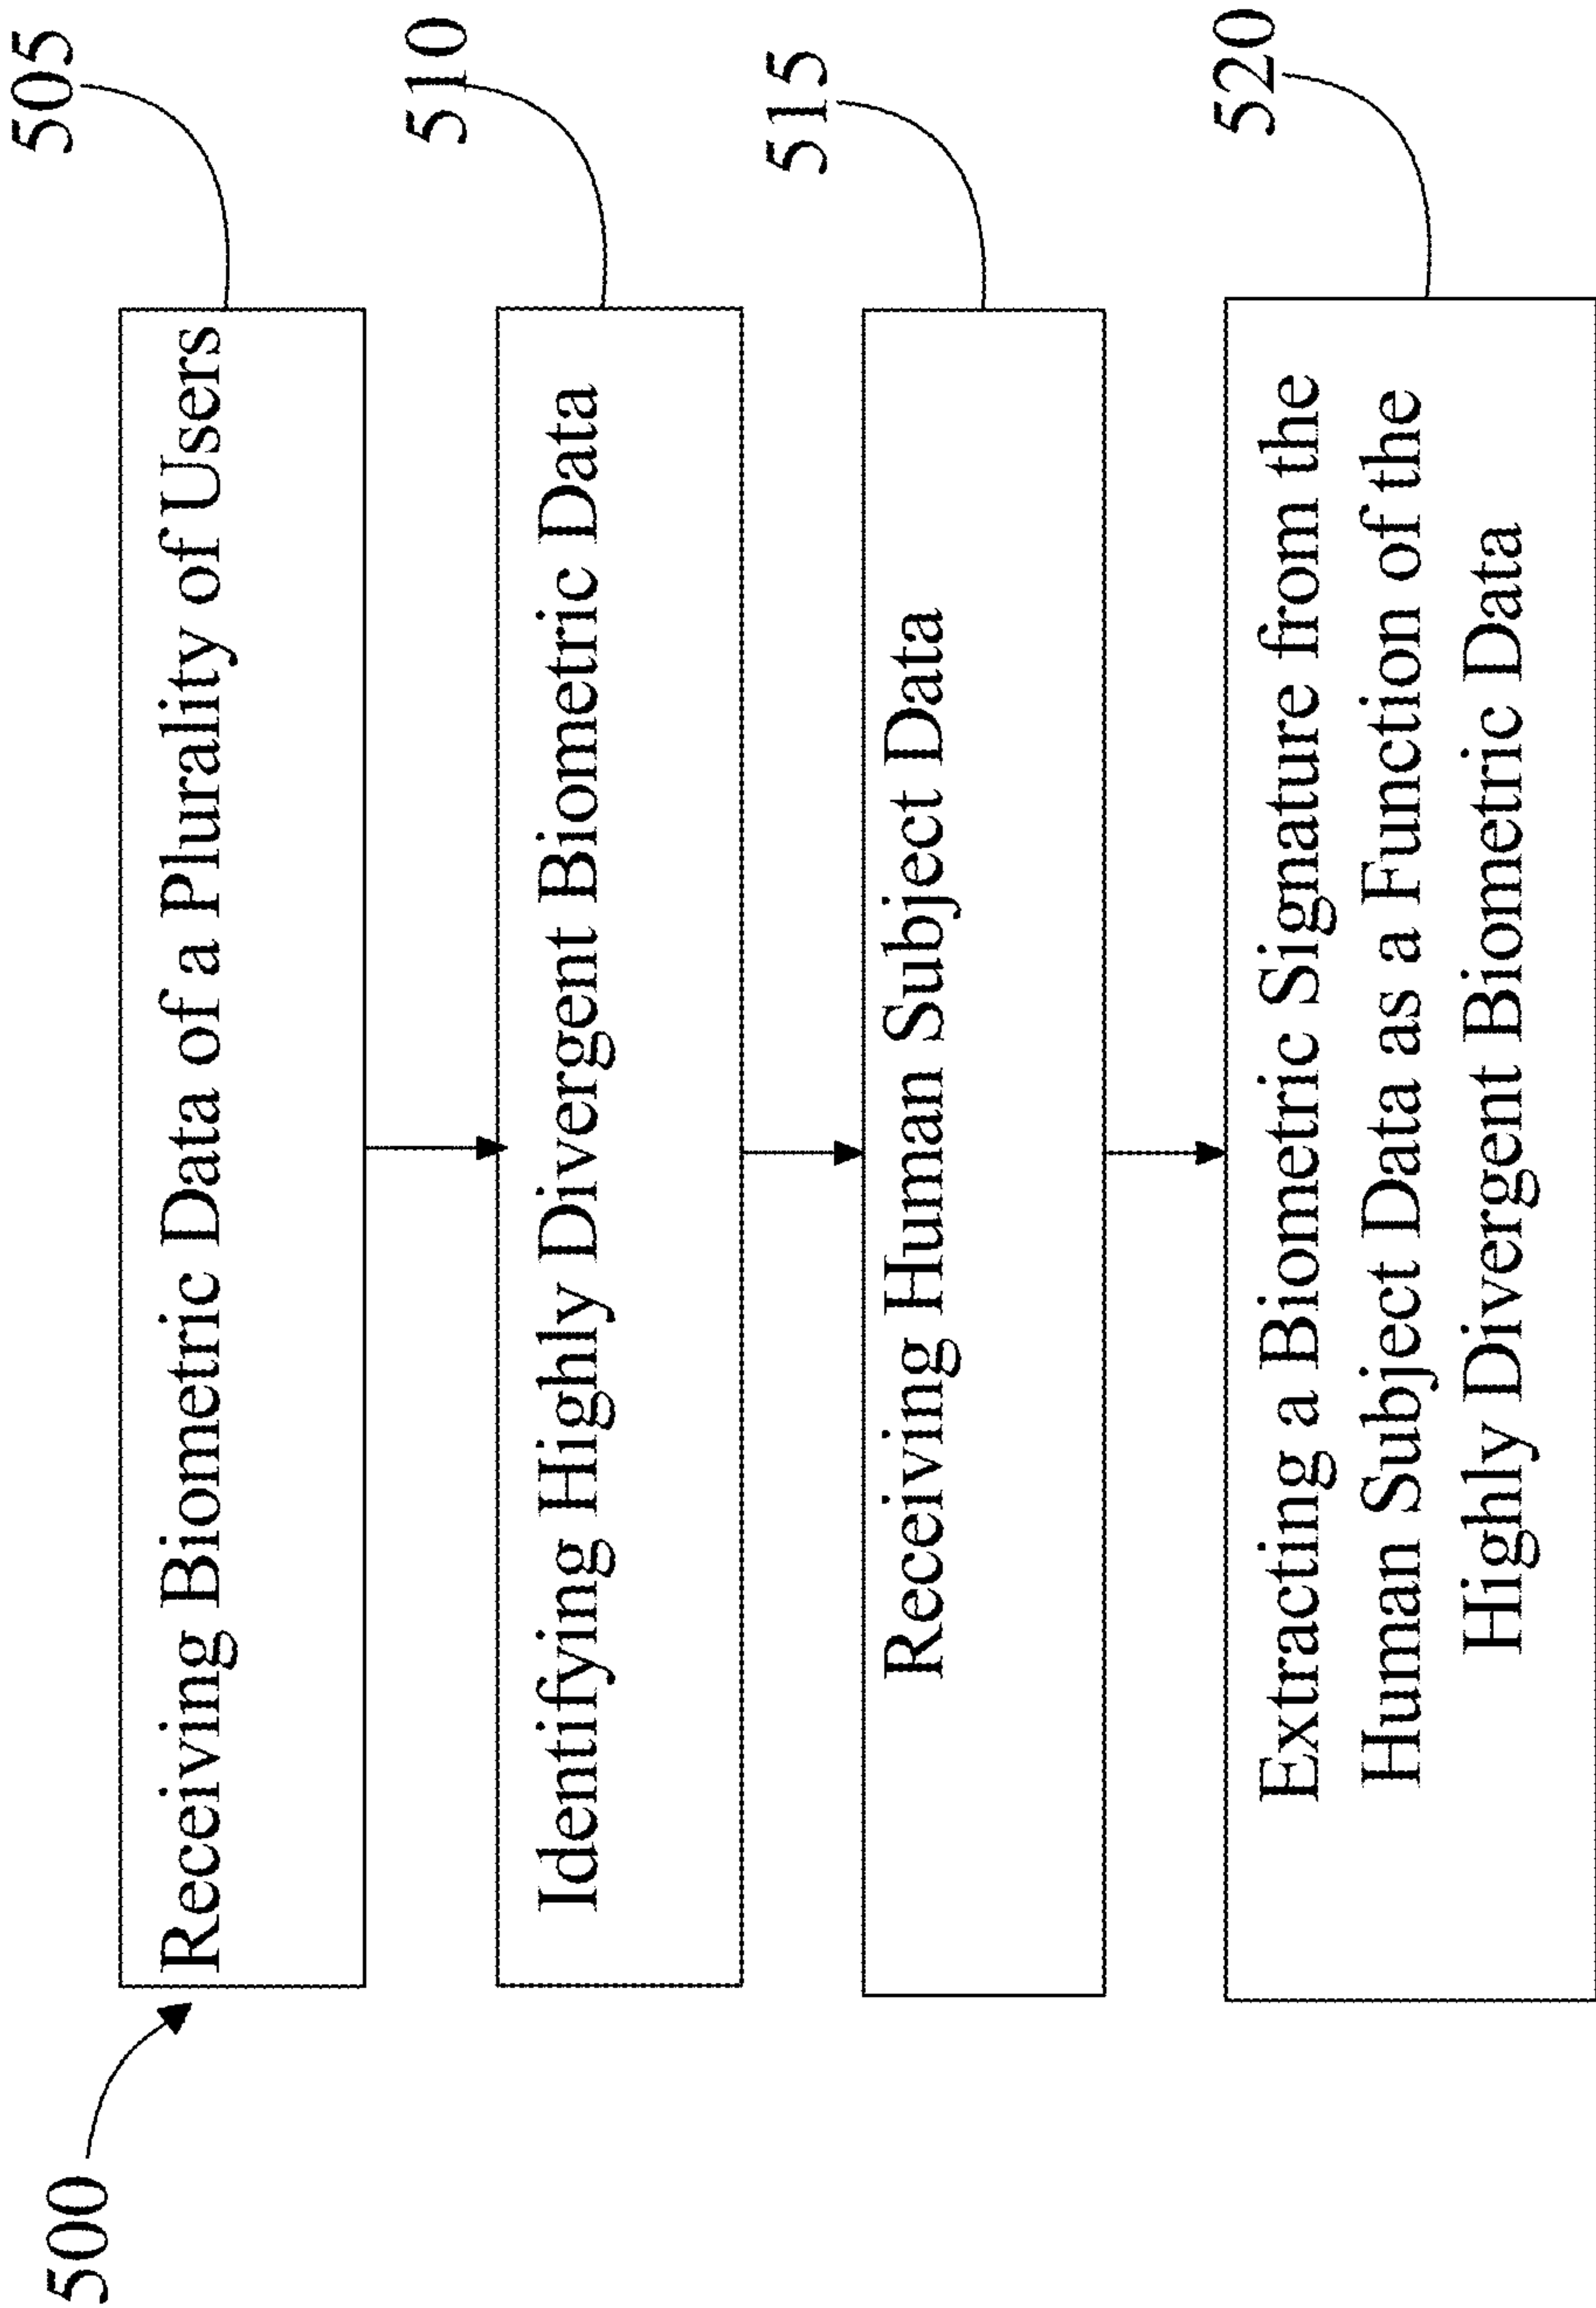 500
505
Receiving Biometric Data of a Plurality of Users
510
Identifying Highly Divergent Biometric Data
515
Receiving Human Subject Data
520
Extracting a Biometric Signature from the
Human Subject Data as a Function of the
Highly Divergent Biometric Data